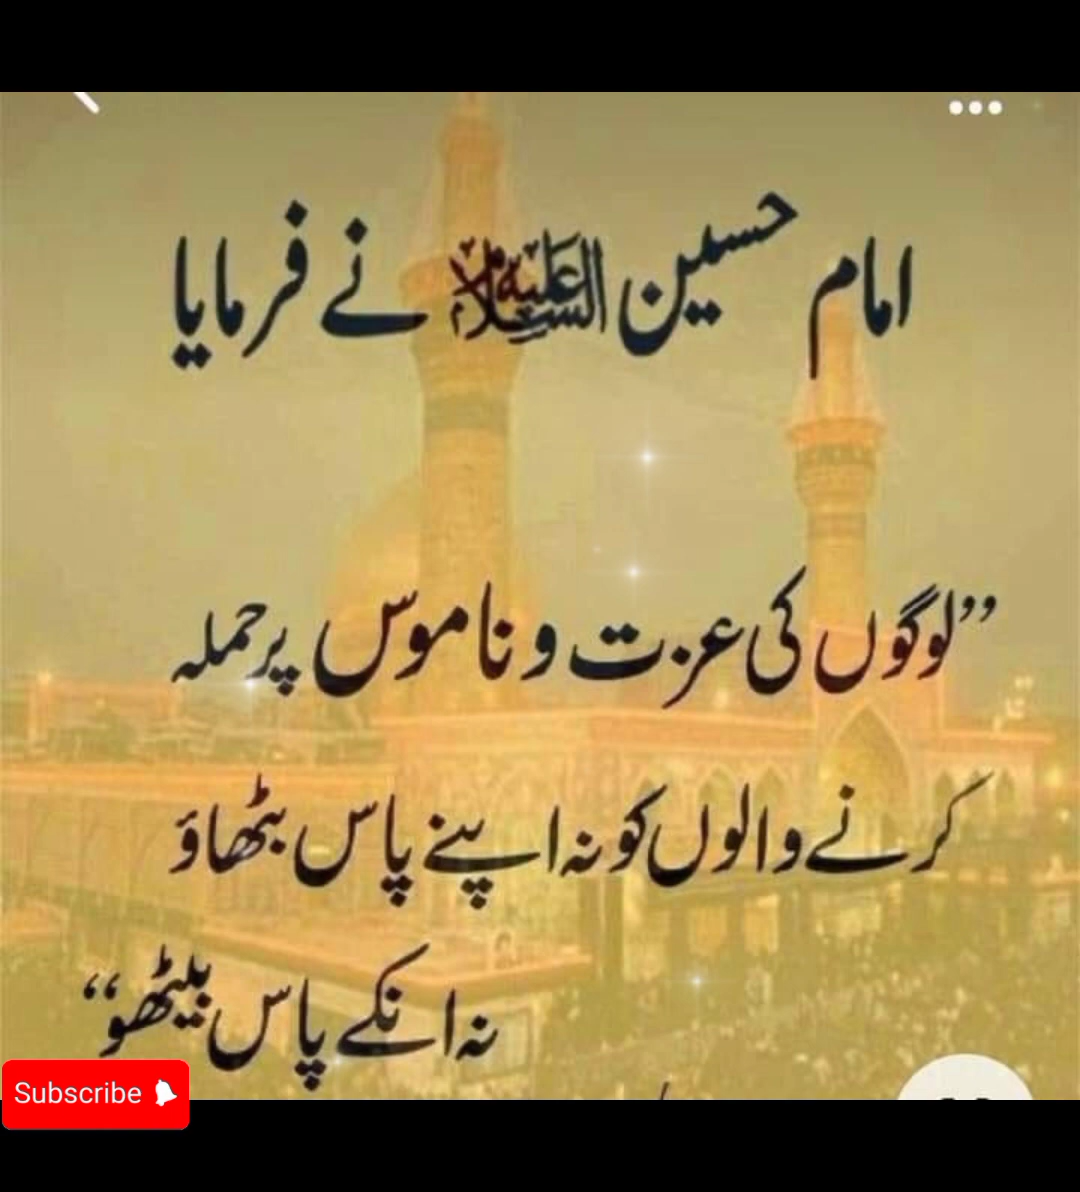 امام حسین علیہ السلام نے فرمایا
”لوگوں کی عزت و ناموس پر حملہ
کرنے والوں کو نہ اپنے پاس بٹھاؤ
نہ انکے پاس بیٹھو“
Subscribe